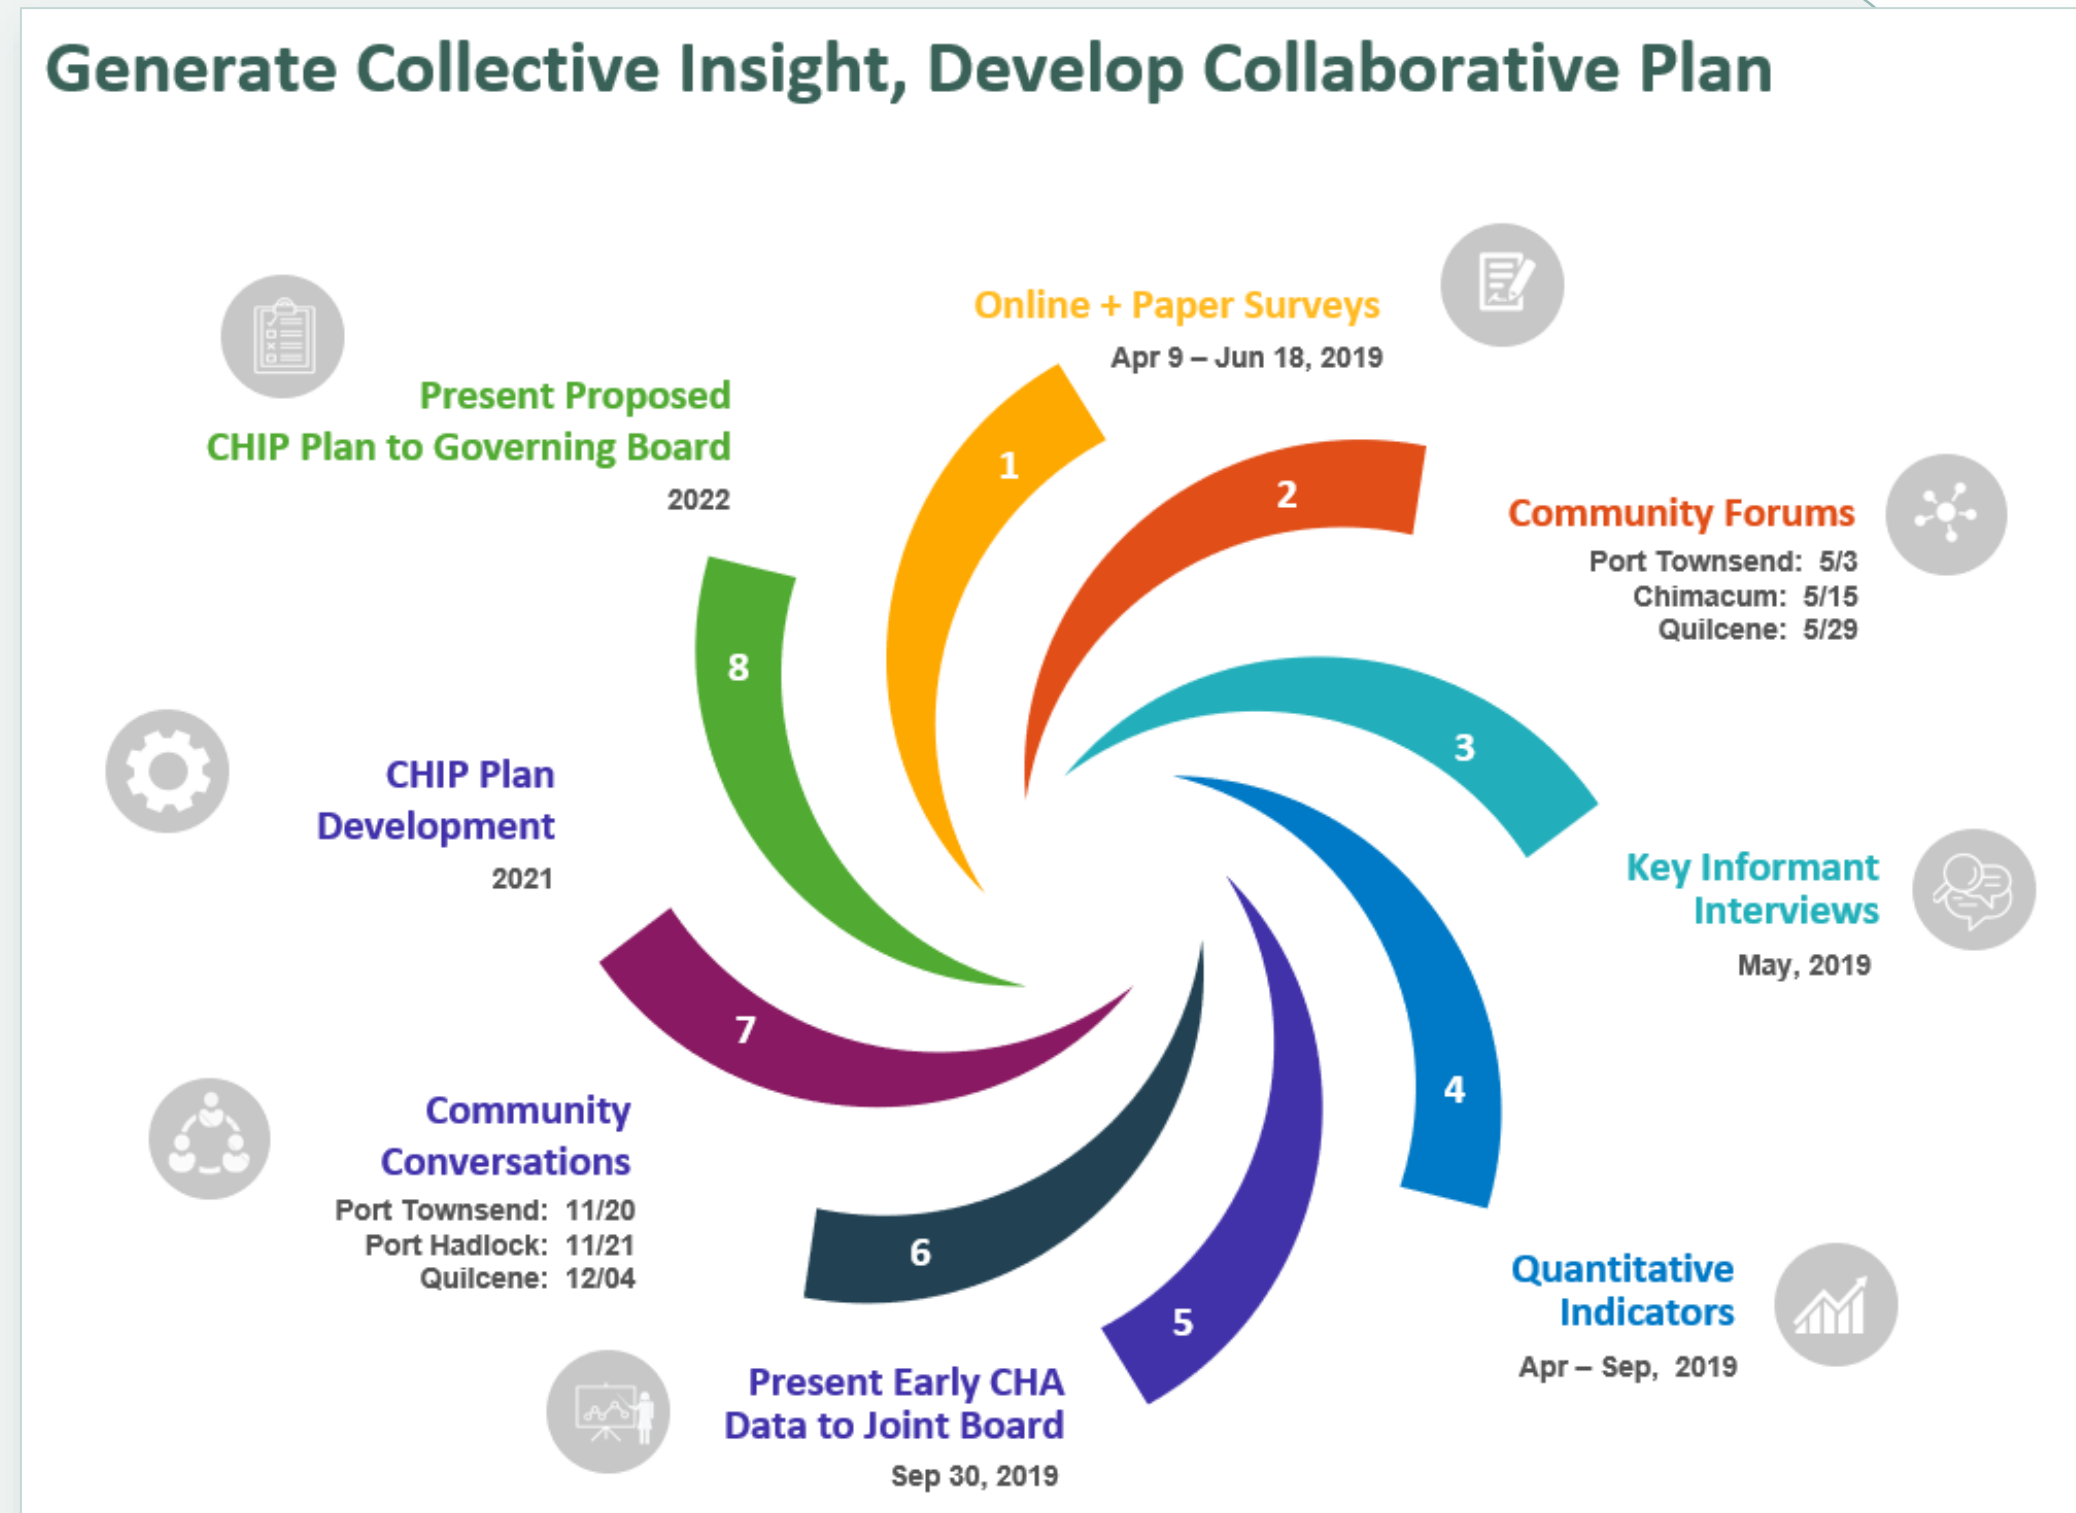 Generate Collective Insight, Develop Collaborative Plan
1
Online + Paper Surveys
Apr 9 – Jun 18, 2019
2
Community Forums
Port Townsend: 5/3
Chimacum: 5/15
Quilcene: 5/29
3
Key Informant
Interviews
May, 2019
4
Quantitative
Indicators
Apr – Sep, 2019
5
Present Early CHA
Data to Joint Board
Sep 30, 2019
6
Community
Conversations
Port Townsend: 11/20
Port Hadlock: 11/21
Quilcene: 12/04
7
CHIP Plan
Development
2021
8
Present Proposed
CHIP Plan to Governing Board
2022